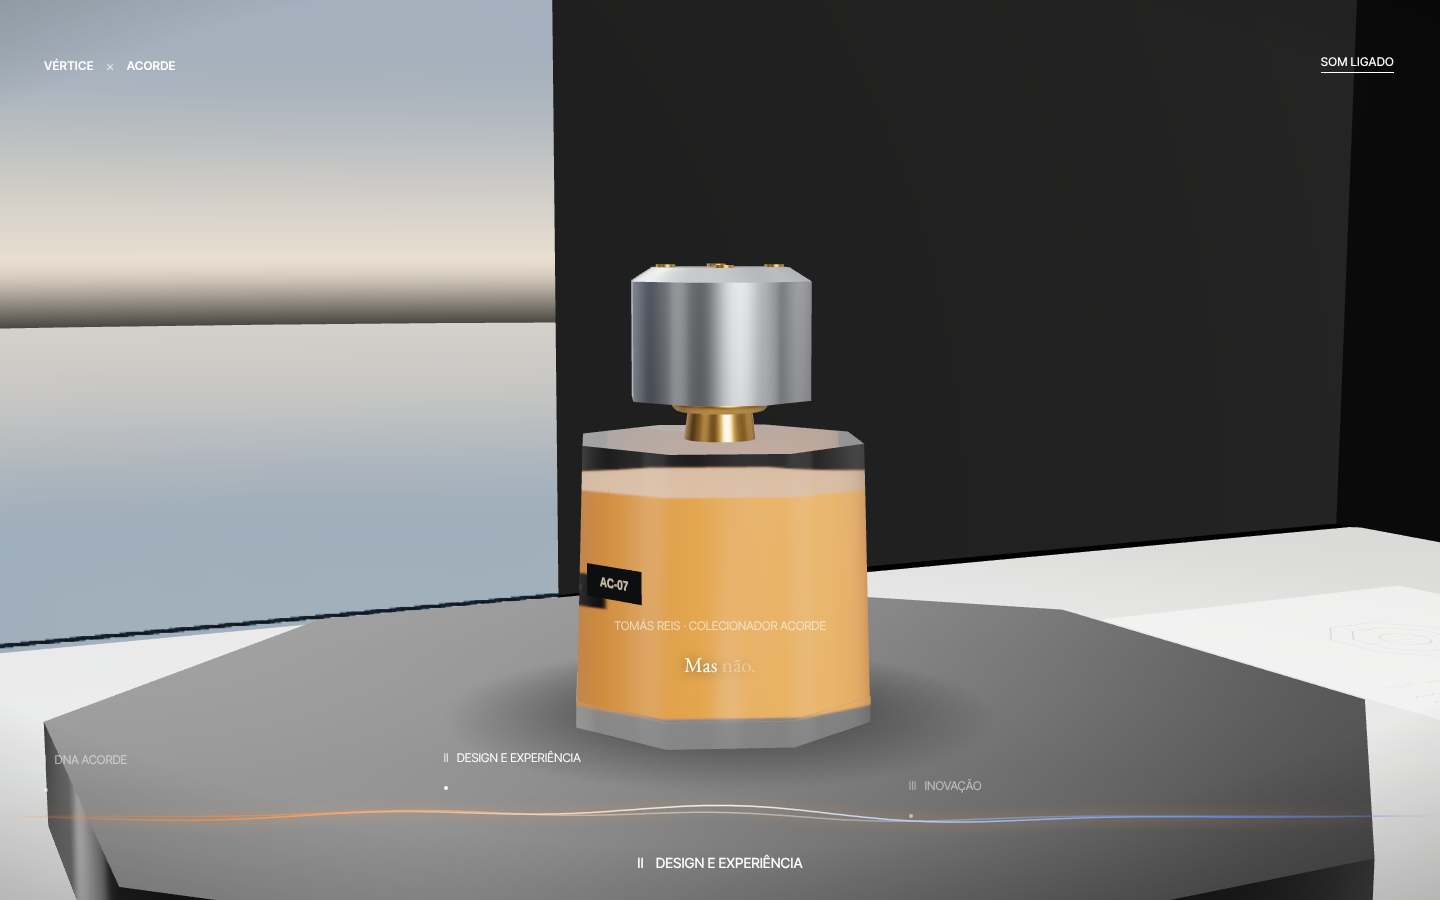 VÉRTICE × ACORDE
SOM LIGADO
AC-07
TOMÁS REIS · COLECIONADOR ACORDE
Mas não.
DNA ACORDE
II DESIGN E EXPERIÊNCIA
III INOVAÇÃO
II DESIGN E EXPERIÊNCIA